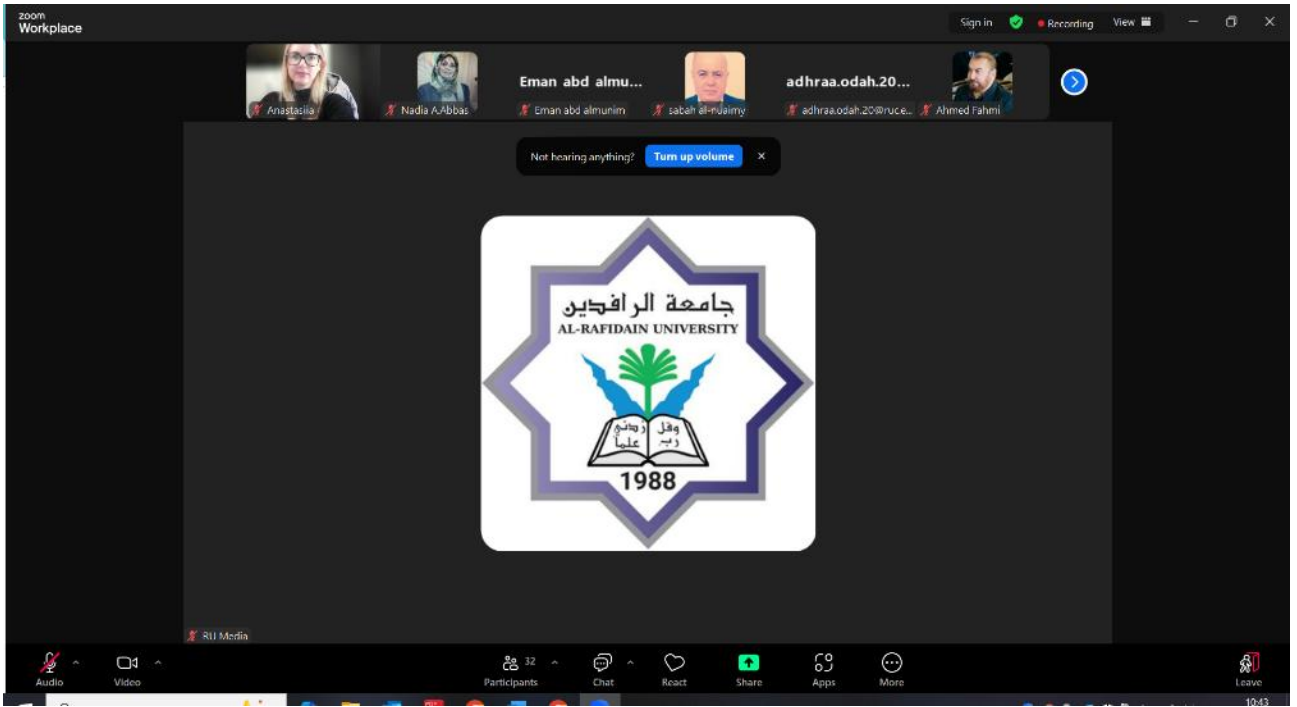 zoom
Workplace
Sign in
Recording
View
Eman abd almu...
adhraa.odah.20...
Anastasiia
Nadia A.Abbas
Eman abd almunim
sabah al-nuaimy
adhraa.odah.20@ruce...
Ahmed Fahmi
Not hearing anything?
Turn up volume
جامعة الرافدين
AL-RAFIDAIN UNIVERSITY
وقل
رب
زدني
علما
1988
RU Media
32
Audio
Video
Participants
Chat
React
Share
Apps
More
Leave
10:43